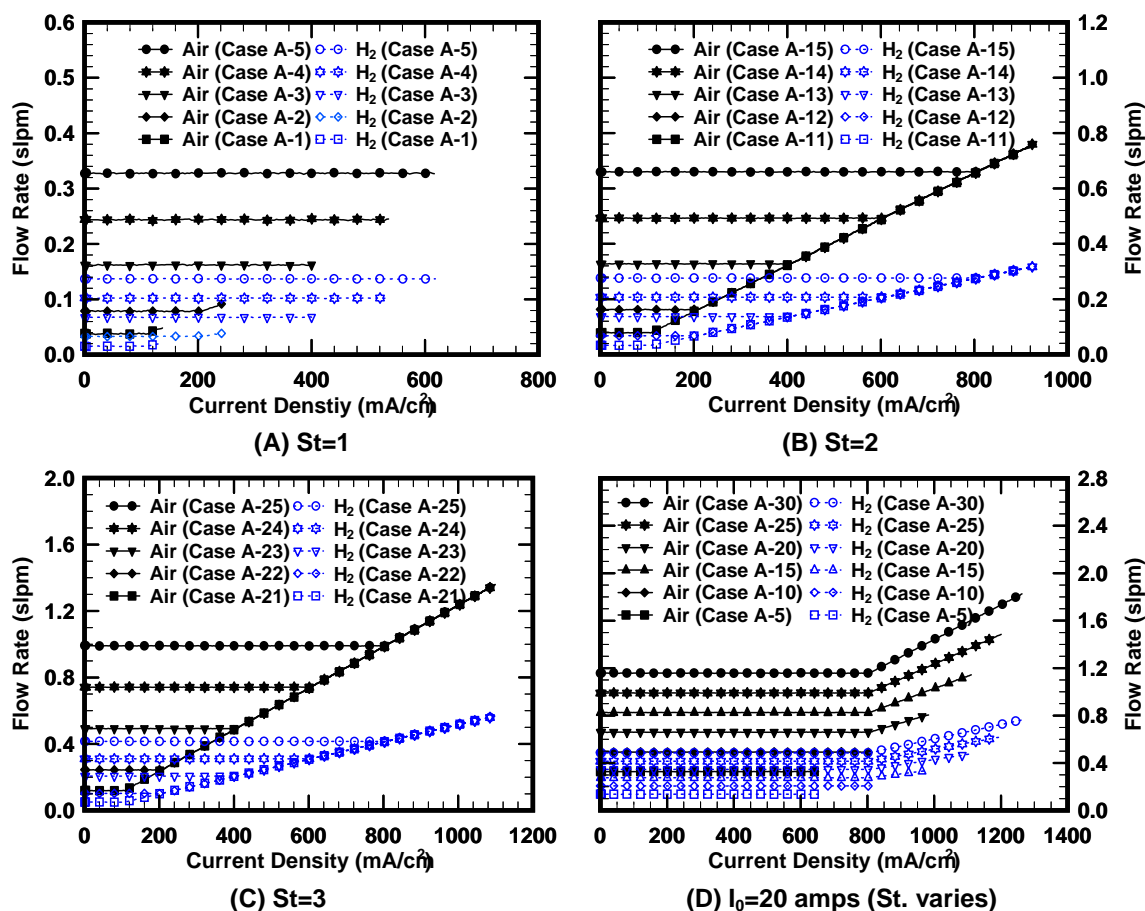 0.6
0.5
0.4
0.3
0.2
0.1
0.0
Flow Rate (slpm)
Air (Case A-5) H₂ (Case A-5)
Air (Case A-4) H₂ (Case A-4)
Air (Case A-3) H₂ (Case A-3)
Air (Case A-2) H₂ (Case A-2)
Air (Case A-1) H₂ (Case A-1)
0 200 400 600 800
Current Denstiy (mA/cm²)
(A) St=1
1.2
1.0
0.8
0.6
0.4
0.2
0.0
Flow Rate (slpm)
Air (Case A-15) H₂ (Case A-15)
Air (Case A-14) H₂ (Case A-14)
Air (Case A-13) H₂ (Case A-13)
Air (Case A-12) H₂ (Case A-12)
Air (Case A-11) H₂ (Case A-11)
0 200 400 600 800 1000
Current Density (mA/cm²)
(B) St=2
2.0
1.6
1.2
0.8
0.4
0.0
Flow Rate (slpm)
Air (Case A-25) H₂ (Case A-25)
Air (Case A-24) H₂ (Case A-24)
Air (Case A-23) H₂ (Case A-23)
Air (Case A-22) H₂ (Case A-22)
Air (Case A-21) H₂ (Case A-21)
0 200 400 600 800 1000 1200
Current Density (mA/cm²)
(C) St=3
2.8
2.4
2.0
1.6
1.2
0.8
0.4
0.0
Flow Rate (slpm)
Air (Case A-30) H₂ (Case A-30)
Air (Case A-25) H₂ (Case A-25)
Air (Case A-20) H₂ (Case A-20)
Air (Case A-15) H₂ (Case A-15)
Air (Case A-10) H₂ (Case A-10)
Air (Case A-5) H₂ (Case A-5)
0 200 400 600 800 1000 1200 1400
Current Density (mA/cm²)
(D) I₀=20 amps (St. varies)